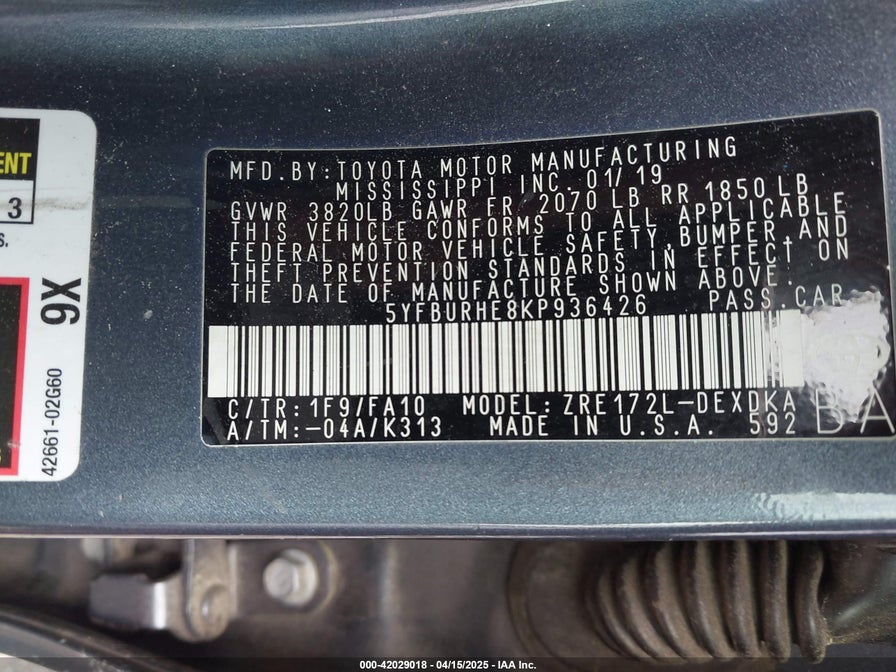 ENT
3
S.
9X
42661-02G60
MFD.BY:TOYOTA MOTOR MANUFACTURING
MISSISSIPPI INC. 01/19
GVWR 3820LB GAWR FR 2070 LB RR 1850 LB
THIS VEHICLE CONFORMS TO ALL APPLICABLE
FEDERAL MOTOR VEHICLE SAFETY,BUMPER,AND
THEFT PREVENTION STANDARDS IN EFFECT ON
THE DATE OF MANUFACTURE SHOWN ABOVE.
5YFBURHE8KP936426 PASS.CAR
C/TR:1F9/FA10 MODEL:ZRE172L-DEXDKA
A/TM:-04A/K313 MADE IN U.S.A. 592
BA
000-42029018 - 04/15/2025 - IAA Inc.